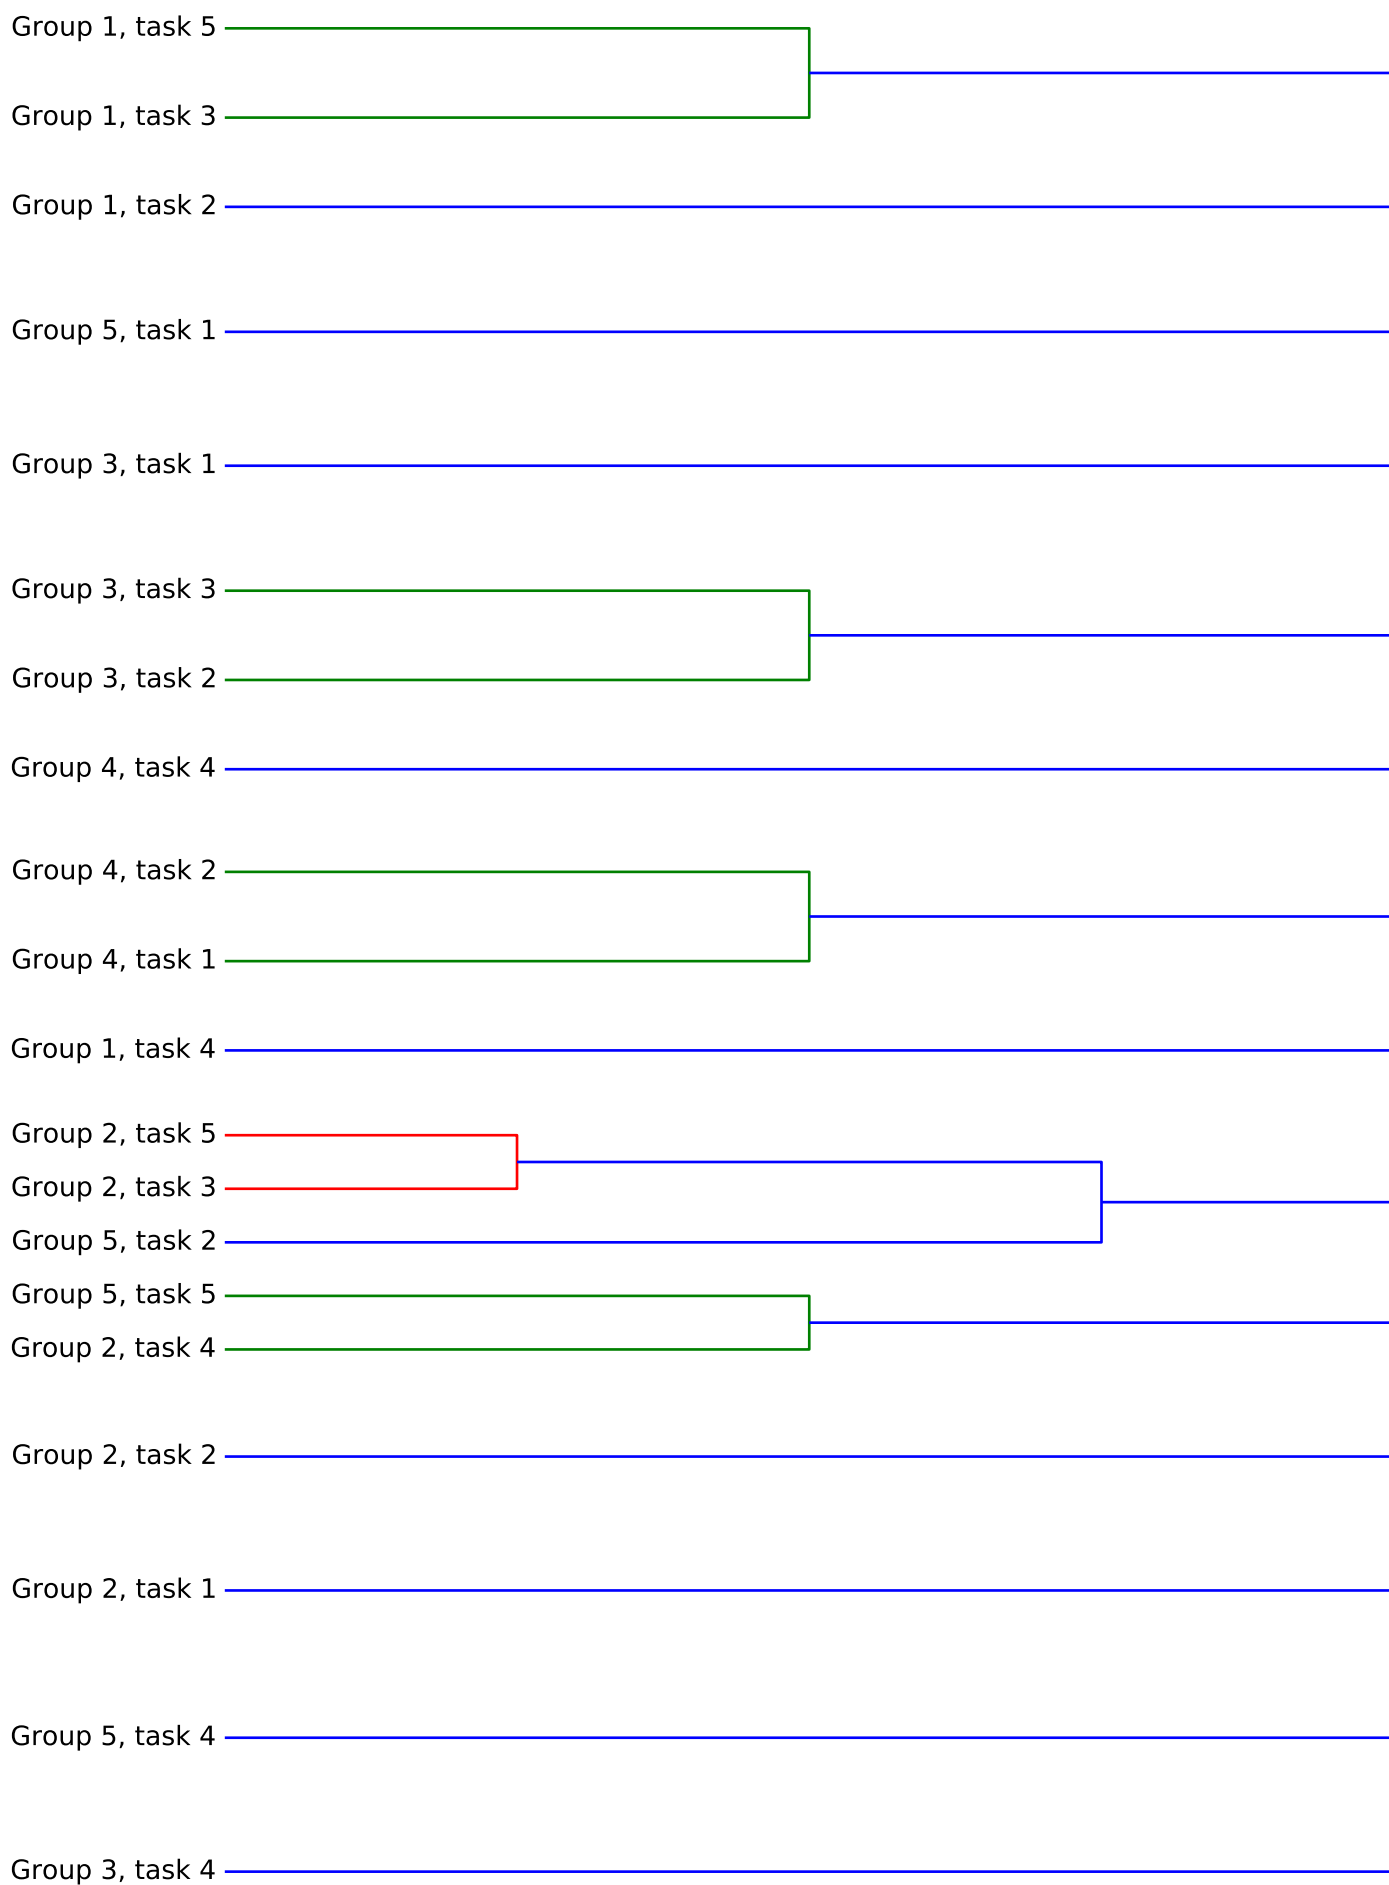 Group 1, task 5
Group 1, task 3
Group 1, task 2
Group 5, task 1
Group 3, task 1
Group 3, task 3
Group 3, task 2
Group 4, task 4
Group 4, task 2
Group 4, task 1
Group 1, task 4
Group 2, task 5
Group 2, task 3
Group 5, task 2
Group 5, task 5
Group 2, task 4
Group 2, task 2
Group 2, task 1
Group 5, task 4
Group 3, task 4